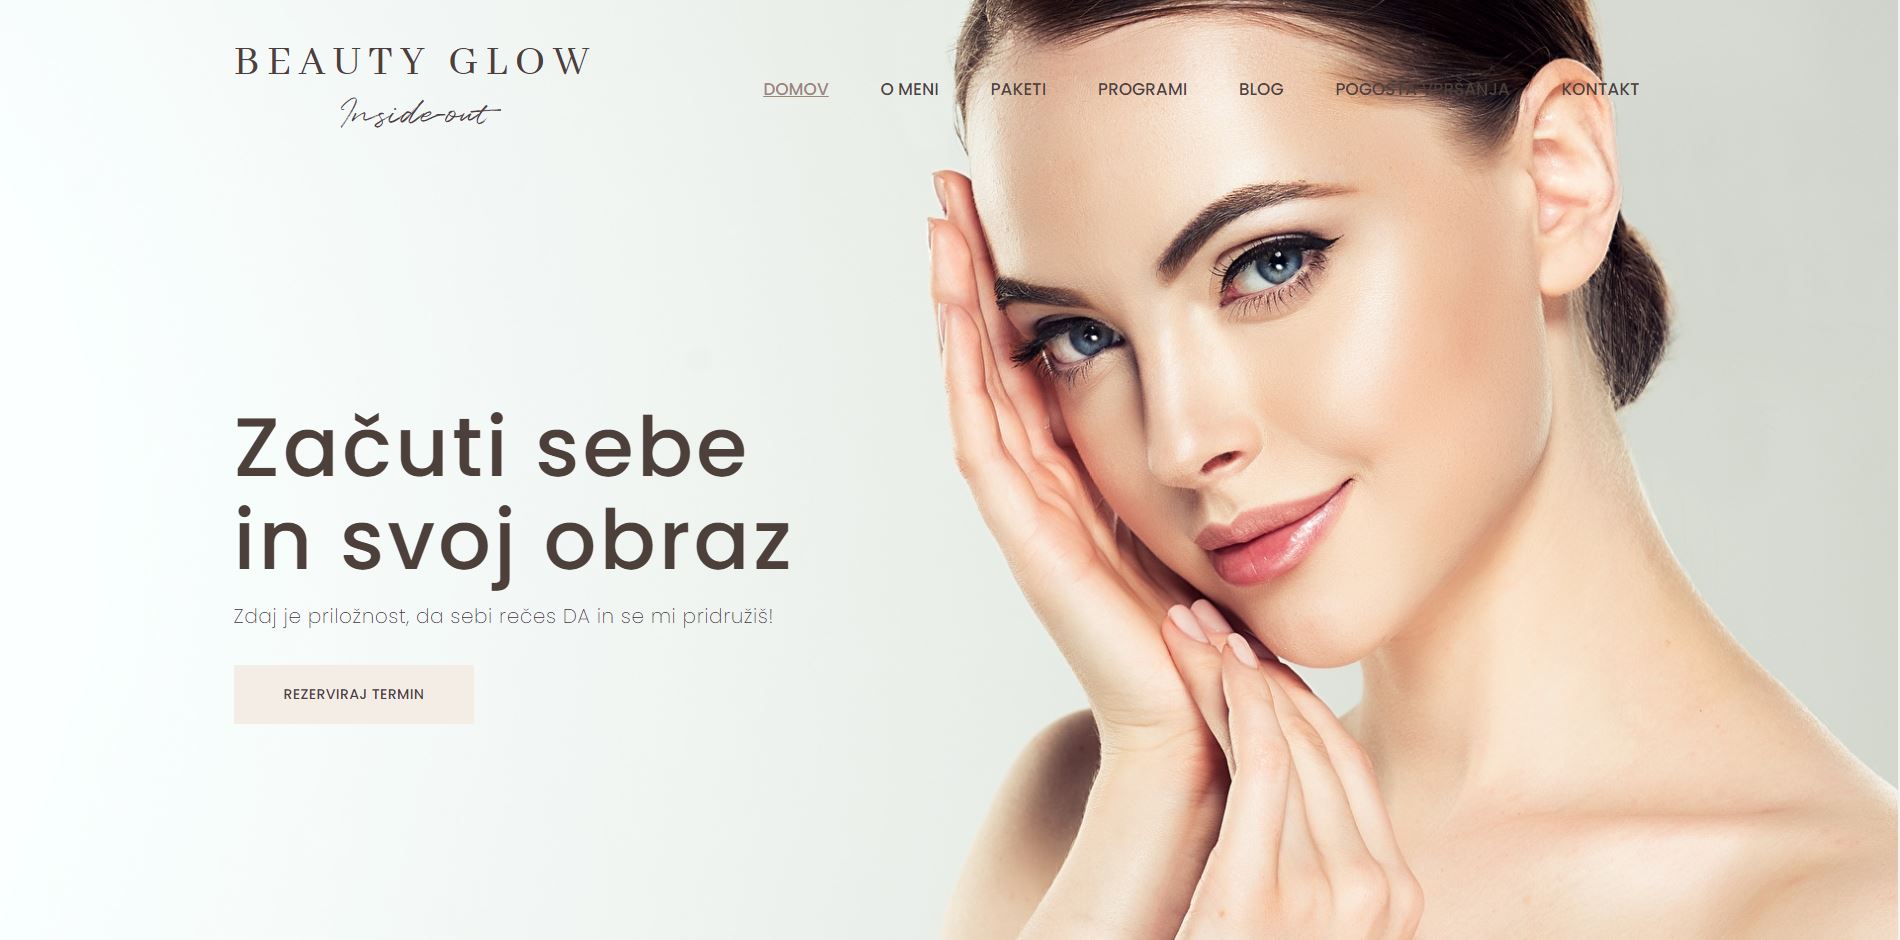 BEAUTY GLOW
Inside-out
DOMOV O MENI PAKETI PROGRAMI BLOG POGOSTA VPRŠANJA KONTAKT
Začuti sebe
in svoj obraz
Zdaj je priložnost, da sebi rečes DA in se mi pridružiš!
REZERVIRAJ TERMIN